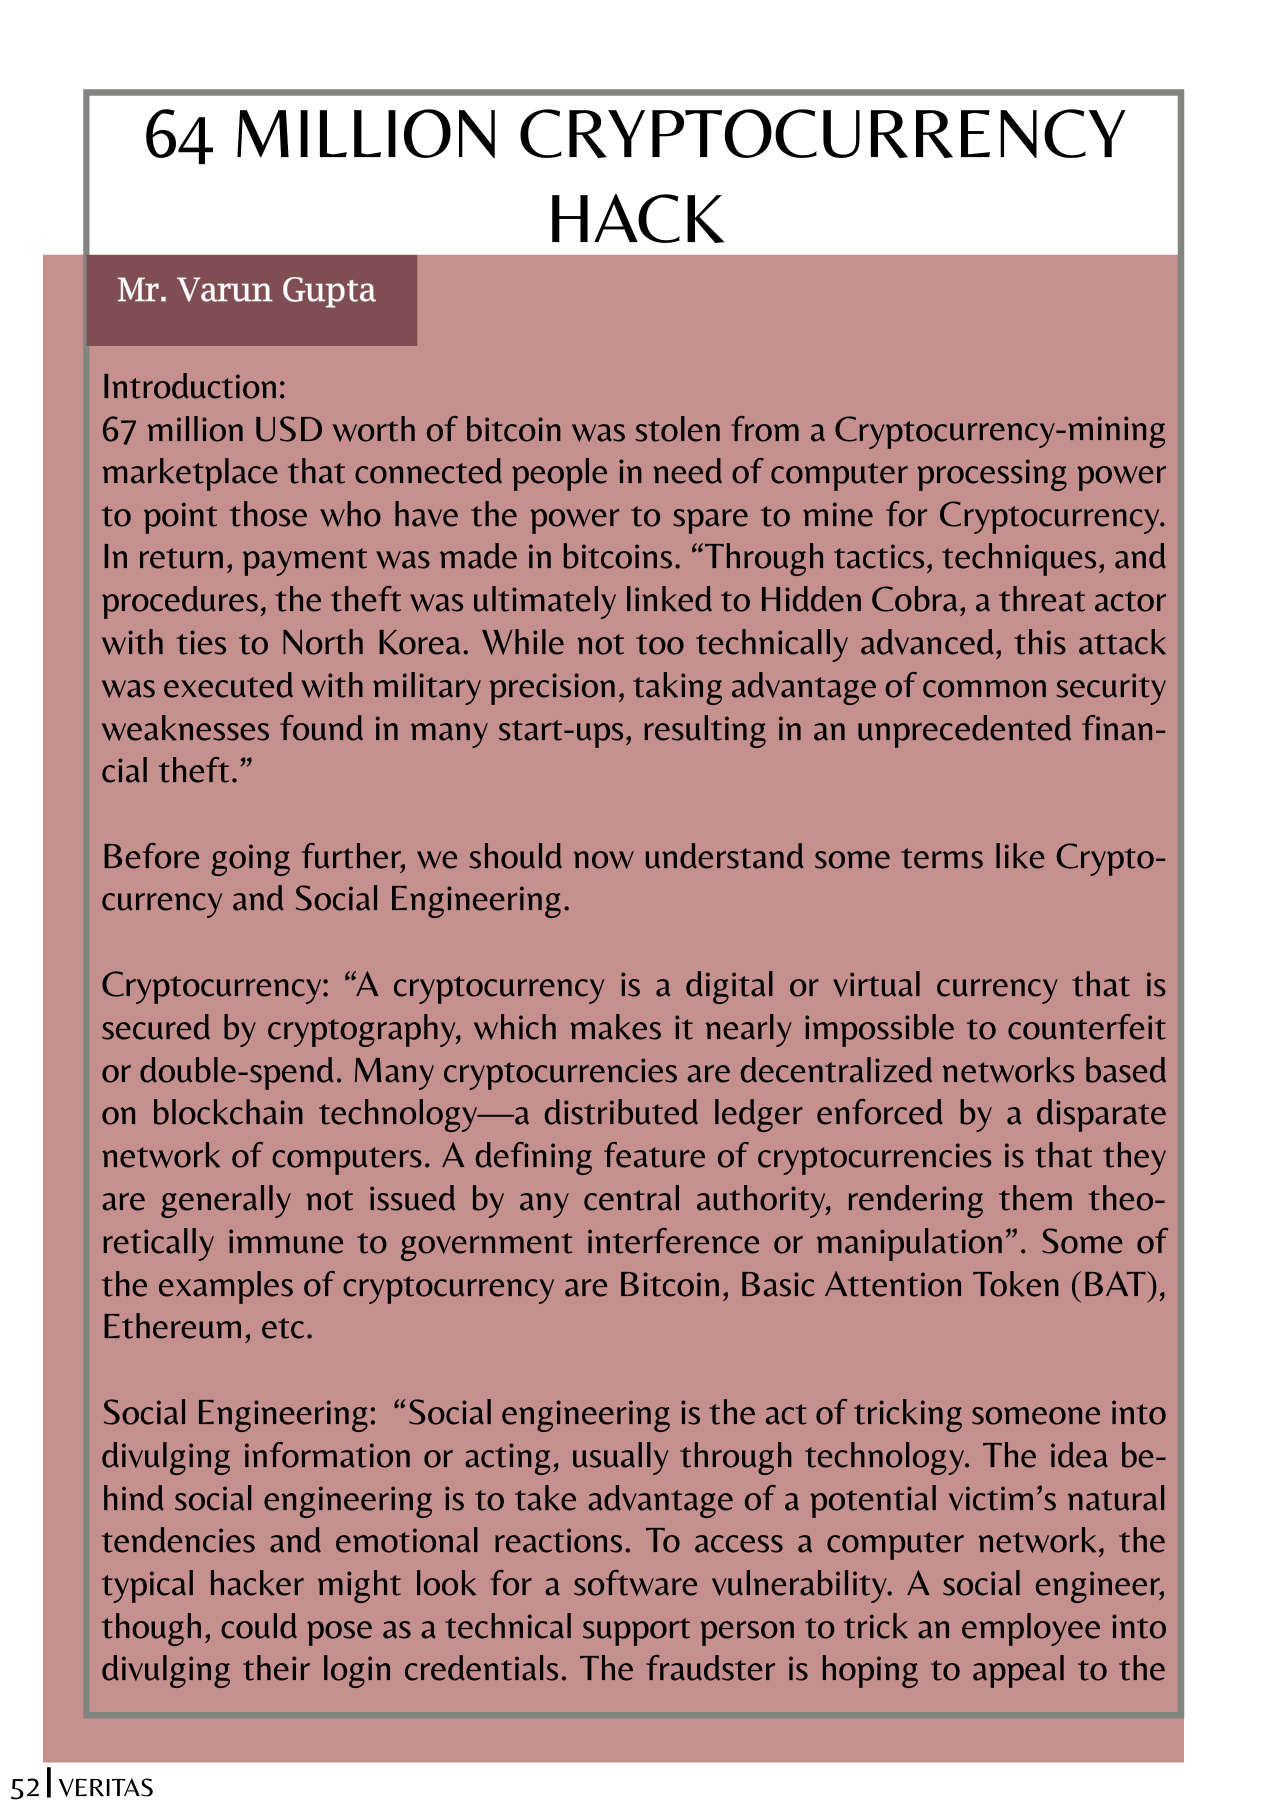 64 MILLION CRYPTOCURRENCY
HACK
Mr. Varun Gupta
Introduction:
67 million USD worth of bitcoin was stolen from a Cryptocurrency-mining
marketplace that connected people in need of computer processing power
to point those who have the power to spare to mine for Cryptocurrency.
In return, payment was made in bitcoins. “Through tactics, techniques, and
procedures, the theft was ultimately linked to Hidden Cobra, a threat actor
with ties to North Korea. While not too technically advanced, this attack
was executed with military precision, taking advantage of common security
weaknesses found in many start-ups, resulting in an unprecedented finan-
cial theft.”
Before going further, we should now understand some terms like Crypto-
currency and Social Engineering.
Cryptocurrency: “A cryptocurrency is a digital or virtual currency that is
secured by cryptography, which makes it nearly impossible to counterfeit
or double-spend. Many cryptocurrencies are decentralized networks based
on blockchain technology—a distributed ledger enforced by a disparate
network of computers. A defining feature of cryptocurrencies is that they
are generally not issued by any central authority, rendering them theo-
retically immune to government interference or manipulation”. Some of
the examples of cryptocurrency are Bitcoin, Basic Attention Token (BAT),
Ethereum, etc.
Social Engineering: “Social engineering is the act of tricking someone into
divulging information or acting, usually through technology. The idea be-
hind social engineering is to take advantage of a potential victim’s natural
tendencies and emotional reactions. To access a computer network, the
typical hacker might look for a software vulnerability. A social engineer,
though, could pose as a technical support person to trick an employee into
divulging their login credentials. The fraudster is hoping to appeal to the
52 | VERITAS